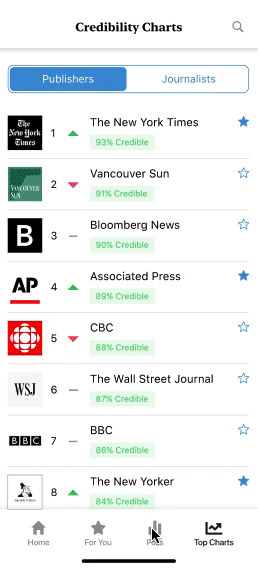 Credibility Charts
Publishers
Journalists
The
New York
Times
1
The New York Times
93% Credible
VANCOUVER
SUN
2
Vancouver Sun
91% Credible
B
3
Bloomberg News
90% Credible
AP
4
Associated Press
89% Credible
5
CBC
88% Credible
WSJ
6
The Wall Street Journal
87% Credible
BBC
7
BBC
86% Credible
8
The New Yorker
84% Credible
Home
For You
Top Charts